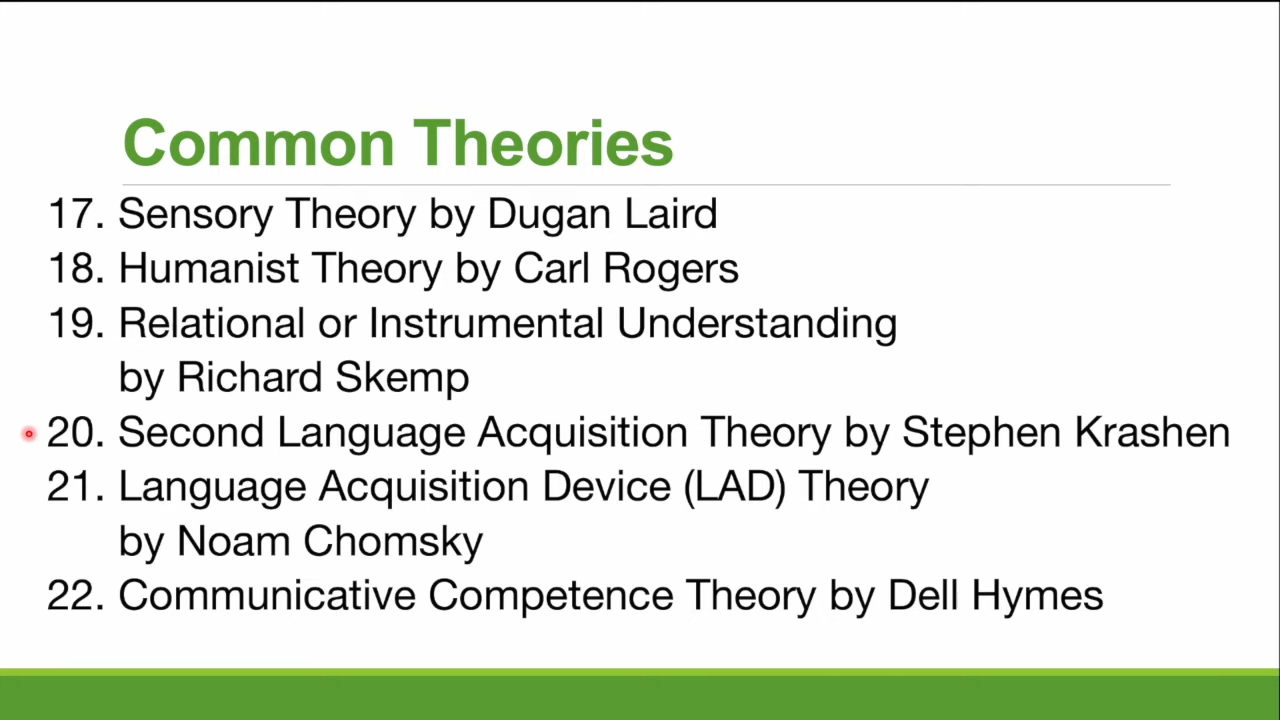 Common Theories
17. Sensory Theory by Dugan Laird
18. Humanist Theory by Carl Rogers
19. Relational or Instrumental Understanding
by Richard Skemp
20. Second Language Acquisition Theory by Stephen Krashen
21. Language Acquisition Device (LAD) Theory
by Noam Chomsky
22. Communicative Competence Theory by Dell Hymes